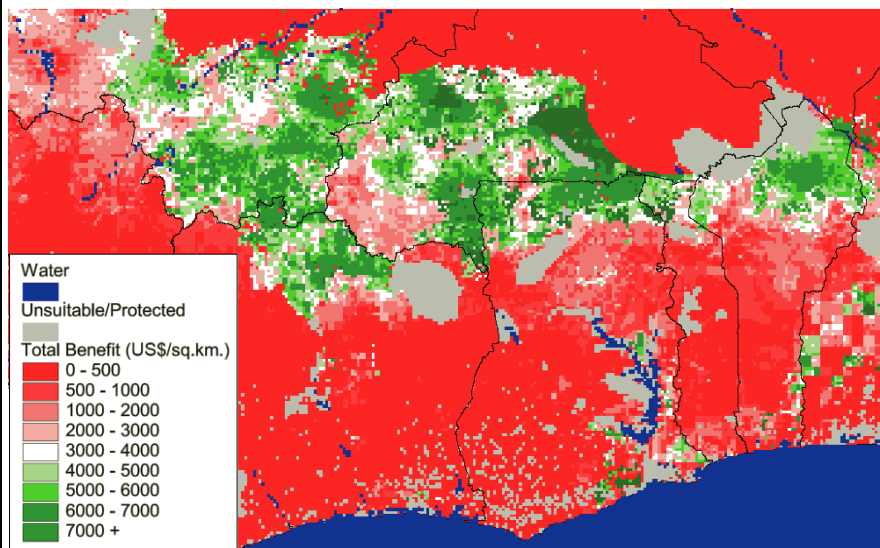 Water
Unsuitable/Protected
Total Benefit (US$/sq.km.)
0 - 500
500 - 1000
1000 - 2000
2000 - 3000
3000 - 4000
4000 - 5000
5000 - 6000
6000 - 7000
7000 +